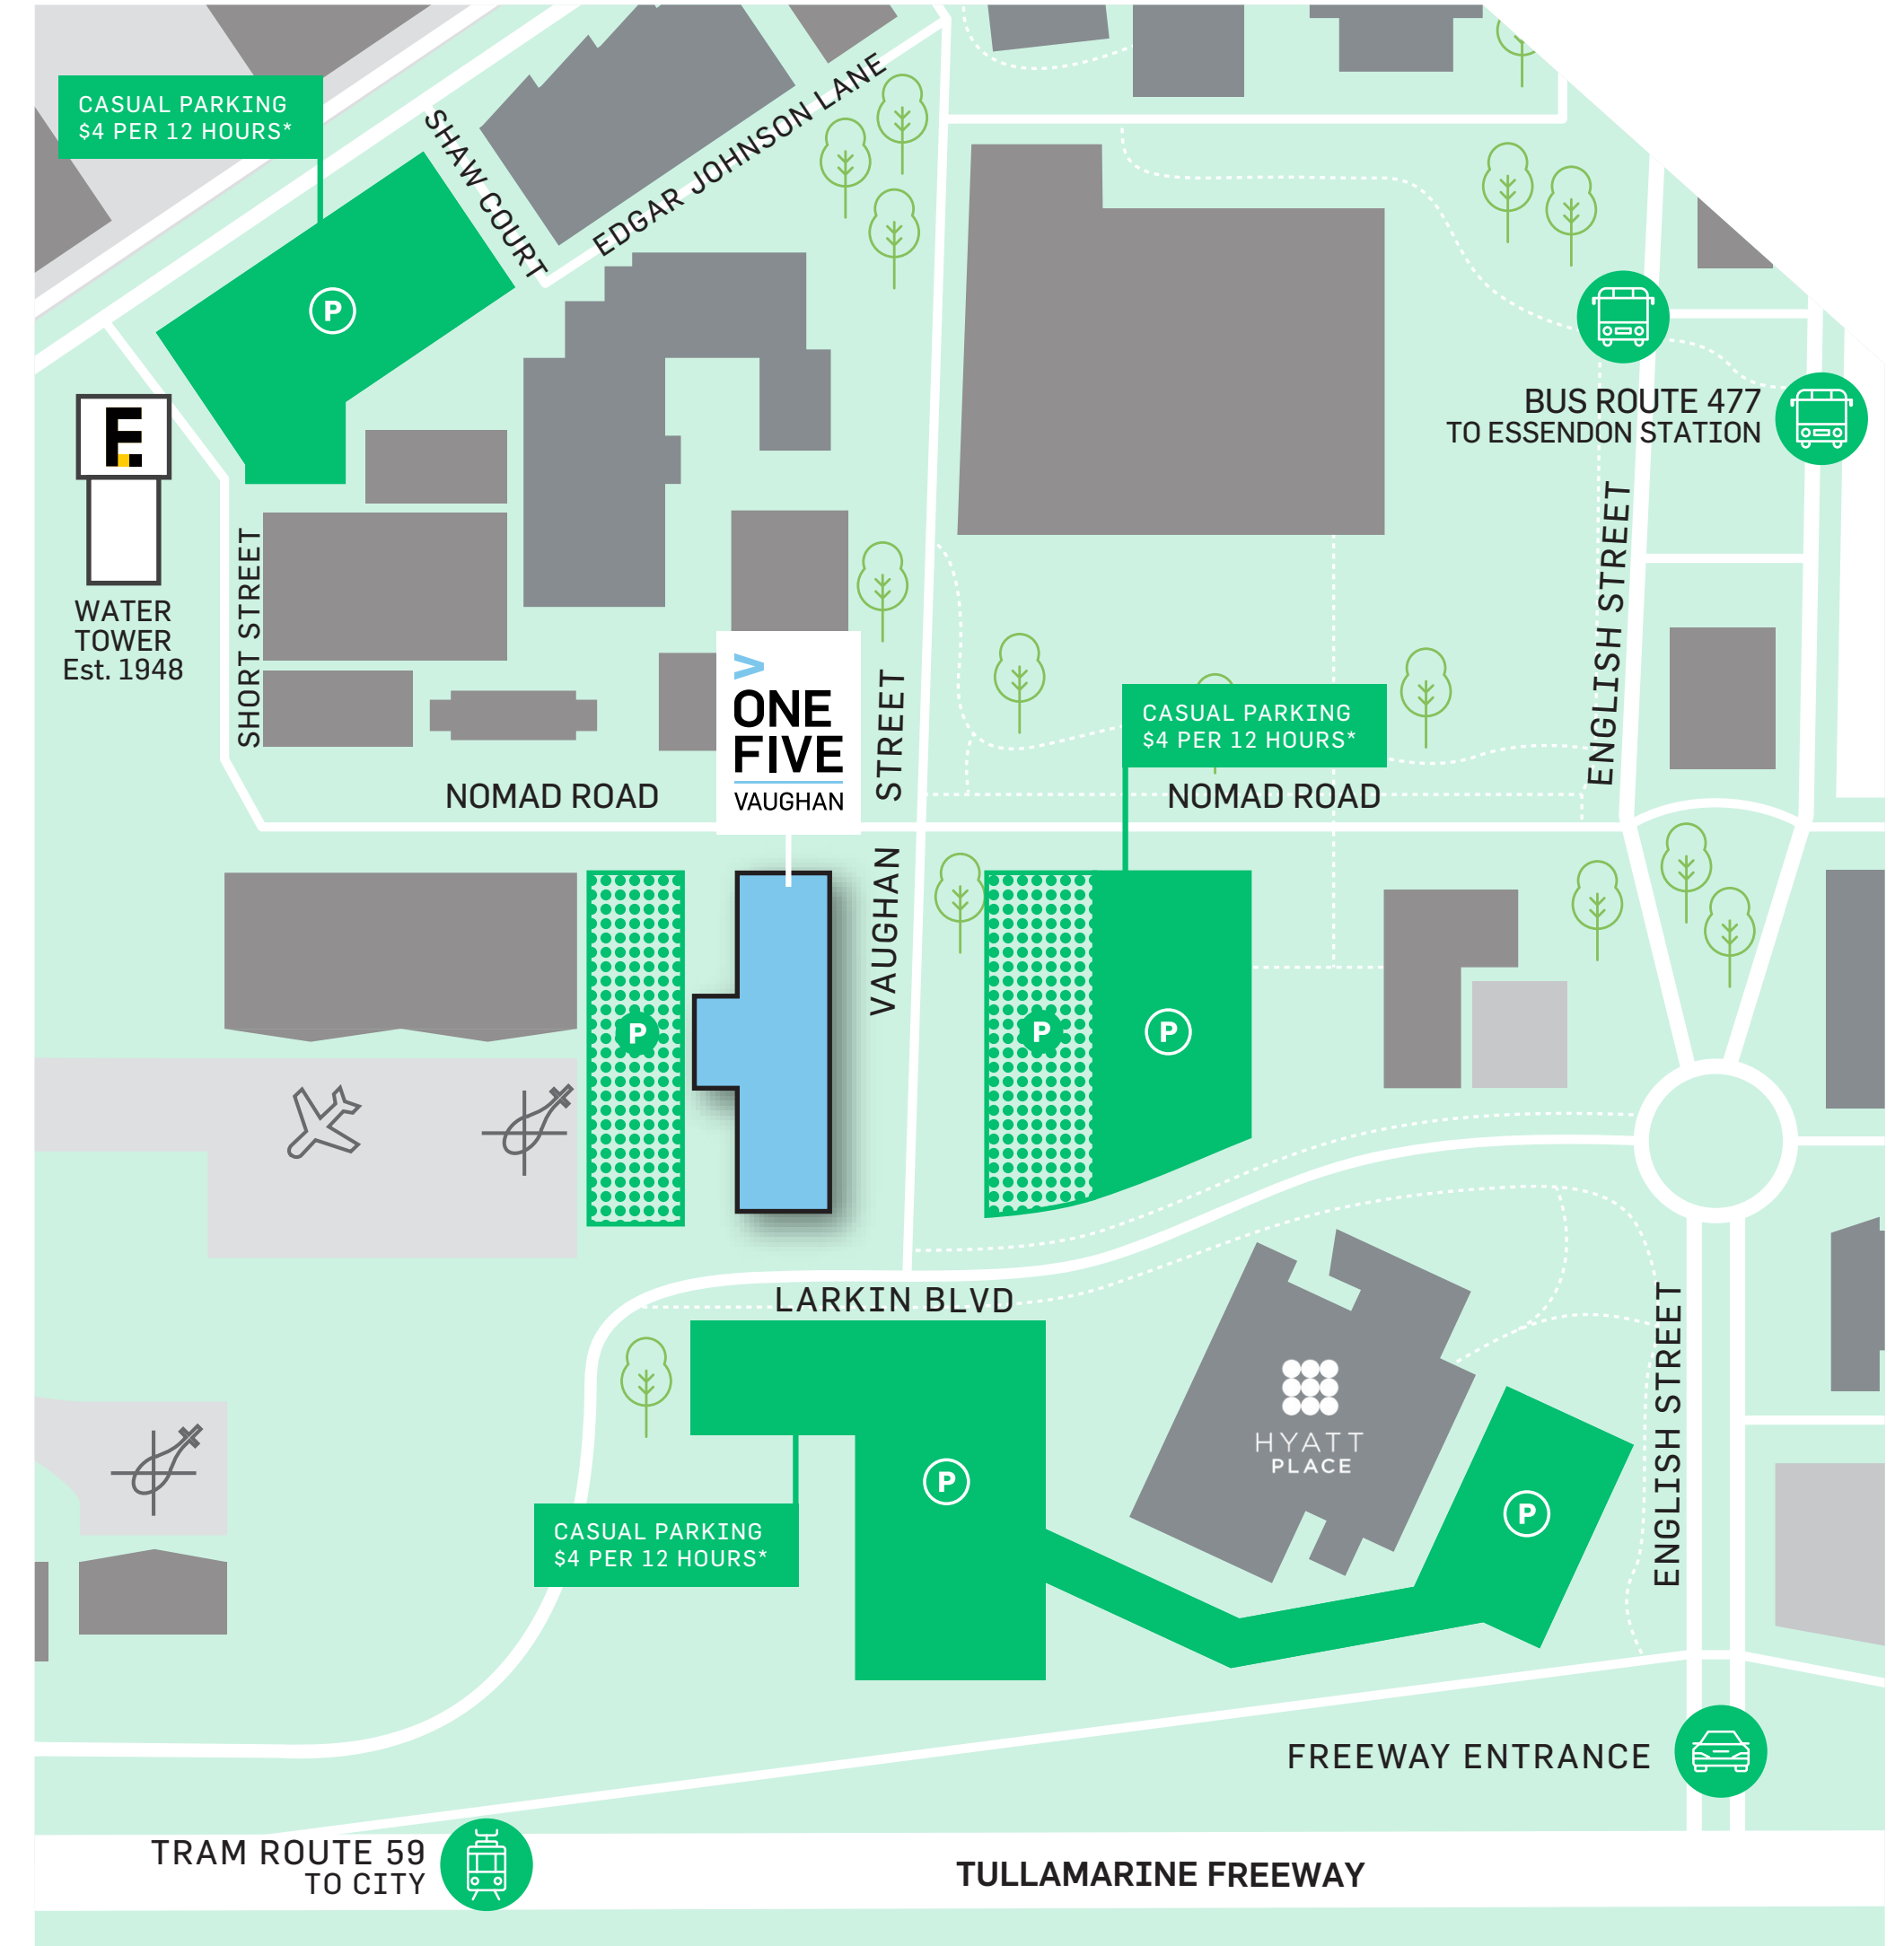 CASUAL PARKING
$4 PER 12 HOURS*
SHAW COURT
EDGAR JOHNSON LANE
P
E.
WATER
TOWER
Est. 1948
SHORT STREET
BUS ROUTE 477
TO ESSENDON STATION
ENGLISH STREET
ONE
FIVE
VAUGHAN
VAUGHAN STREET
CASUAL PARKING
$4 PER 12 HOURS*
NOMAD ROAD
NOMAD ROAD
P
P
P
LARKIN BLVD
HYATT
PLACE
P
P
CASUAL PARKING
$4 PER 12 HOURS*
ENGLISH STREET
FREEWAY ENTRANCE
TRAM ROUTE 59
TO CITY
TULLAMARINE FREEWAY